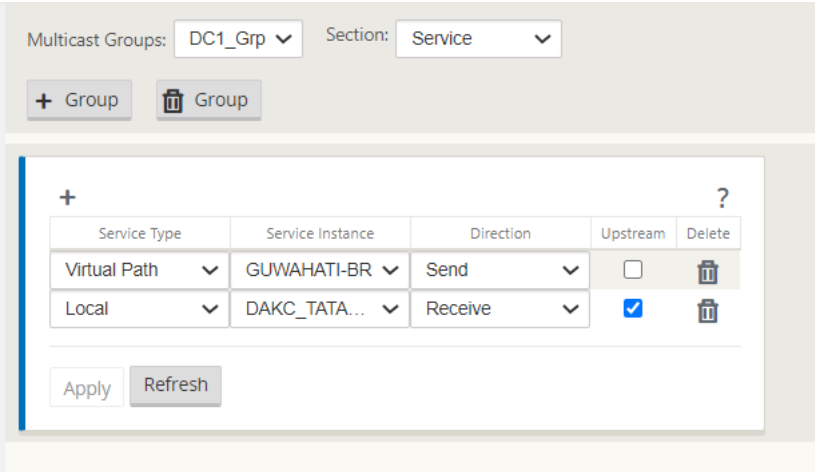 Multicast Groups: DC1_Grp Section: Service
+ Group Group
+ ?
Service Type Service Instance Direction Upstream Delete
Virtual Path GUWAHATI-BR Send
Local DAKC_TATA... Receive
Apply Refresh